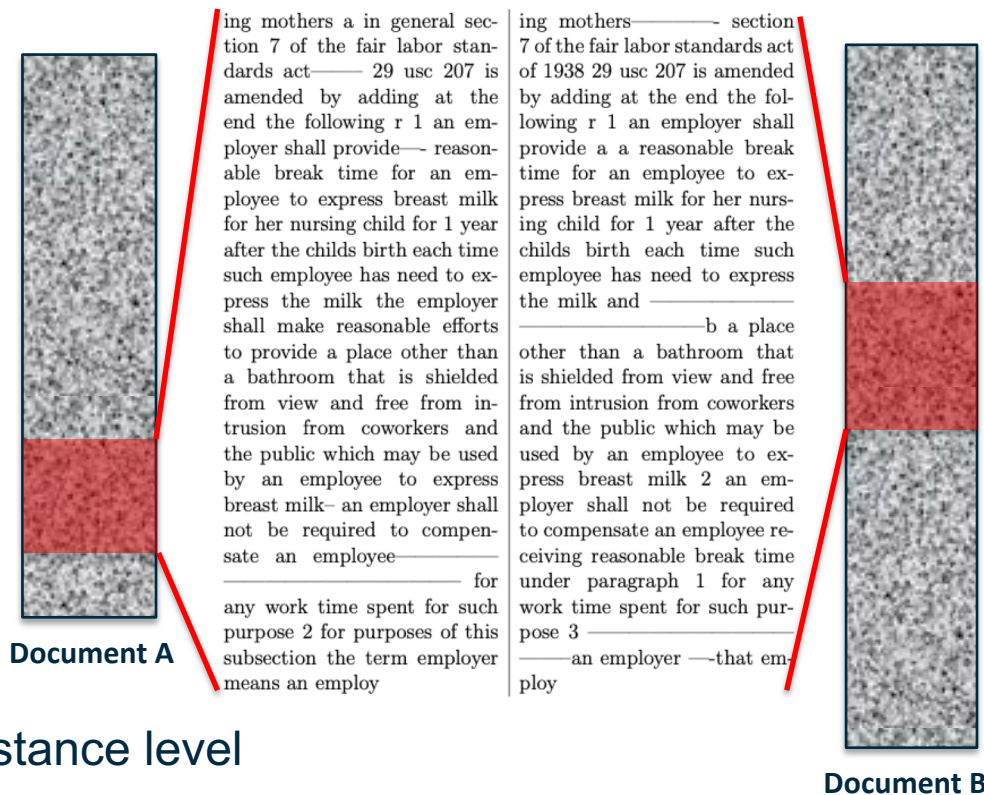 ing mothers a in general sec-
tion 7 of the fair labor stan-
dards act—— 29 usc 207 is
amended by adding at the
end the following r 1 an em-
ployer shall provide—- reason-
able break time for an em-
ployee to express breast milk
for her nursing child for 1 year
after the childs birth each time
such employee has need to ex-
press the milk the employer
shall make reasonable efforts
to provide a place other than
a bathroom that is shielded
from view and free from in-
trusion from coworkers and
the public which may be used
by an employee to express
breast milk– an employer shall
not be required to compen-
sate an employee—————
——————————— for
any work time spent for such
purpose 2 for purposes of this
subsection the term employer
means an employ
ing mothers————- section
7 of the fair labor standards act
of 1938 29 usc 207 is amended
by adding at the end the fol-
lowing r 1 an employer shall
provide a a reasonable break
time for an employee to ex-
press breast milk for her nurs-
ing child for 1 year after the
childs birth each time such
employee has need to express
the milk and ———————
—————————b a place
other than a bathroom that
is shielded from view and free
from intrusion from coworkers
and the public which may be
used by an employee to ex-
press breast milk 2 an em-
ployer shall not be required
to compensate an employee re-
ceiving reasonable break time
under paragraph 1 for any
work time spent for such pur-
pose 3 ——————————
——–an employer —-that em-
ploy
Document A
Document B
stance level